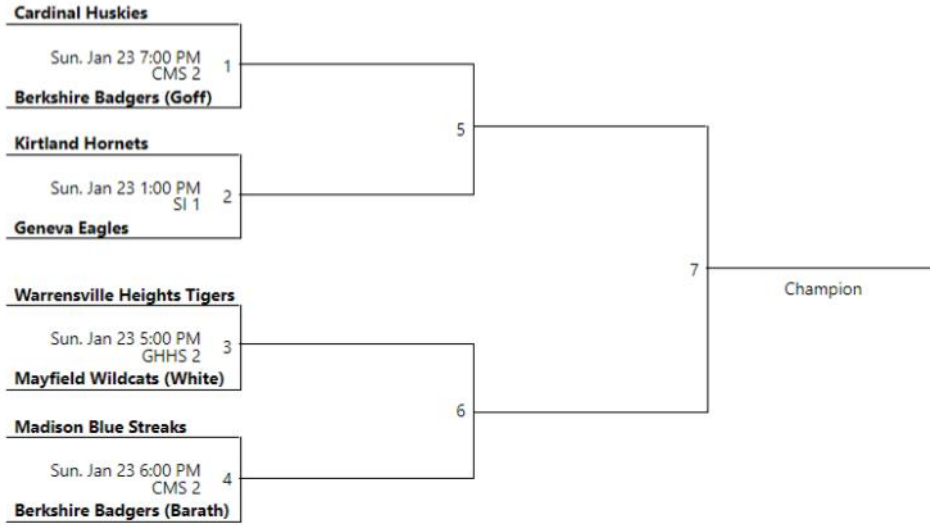 Cardinal Huskies
Sun. Jan 23 7:00 PM
CMS 2
1
Berkshire Badgers (Goff)
5
Kirtland Hornets
Sun. Jan 23 1:00 PM
SI 1
2
Geneva Eagles
7
Champion
Warrensville Heights Tigers
Sun. Jan 23 5:00 PM
GHHS 2
3
Mayfield Wildcats (White)
6
Madison Blue Streaks
Sun. Jan 23 6:00 PM
CMS 2
4
Berkshire Badgers (Barath)